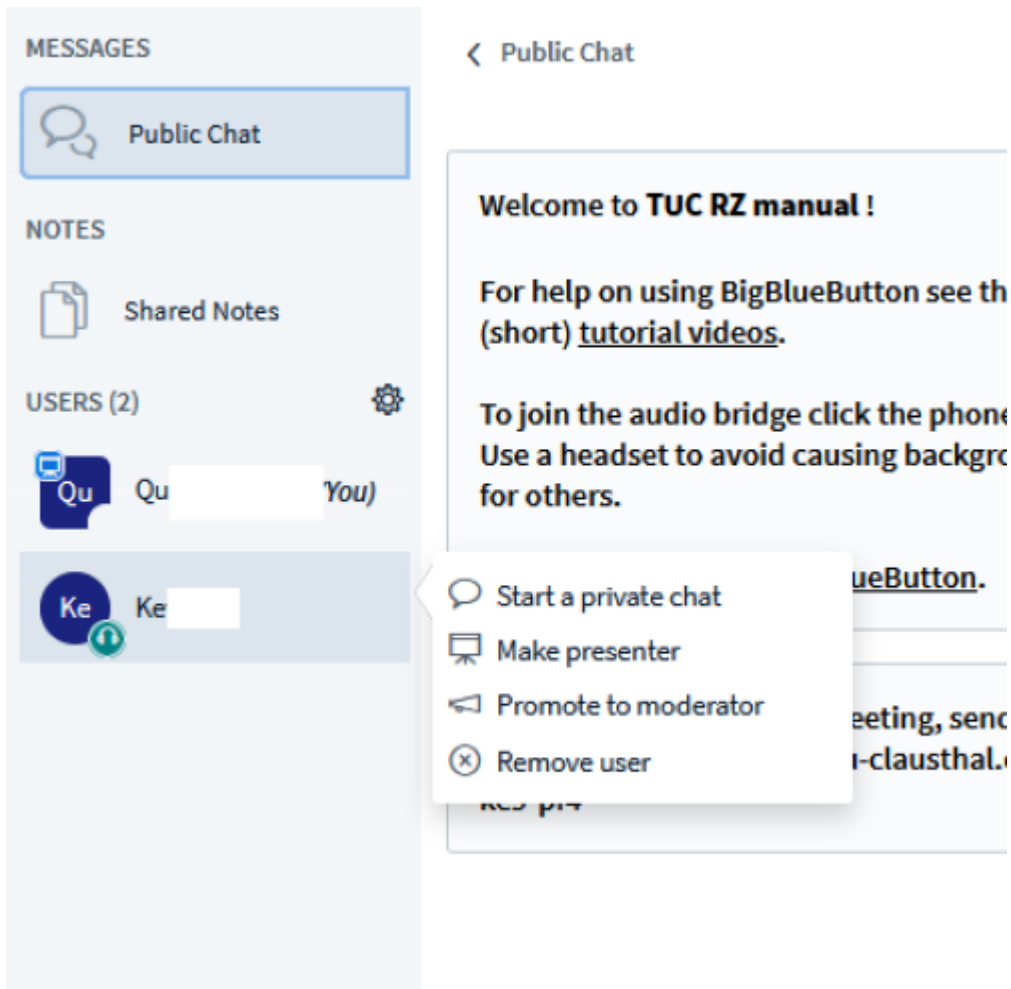 MESSAGES
Public Chat
NOTES
Shared Notes
USERS (2)
Qu
Qu You)
Ke
Ke
Public Chat
Welcome to TUC RZ manual !
For help on using BigBlueButton see th
(short) tutorial videos.
To join the audio bridge click the phone
Use a headset to avoid causing backgro
for others.
ueButton.
Start a private chat
Make presenter
Promote to moderator
Remove user
eeting, send
-clausthal.